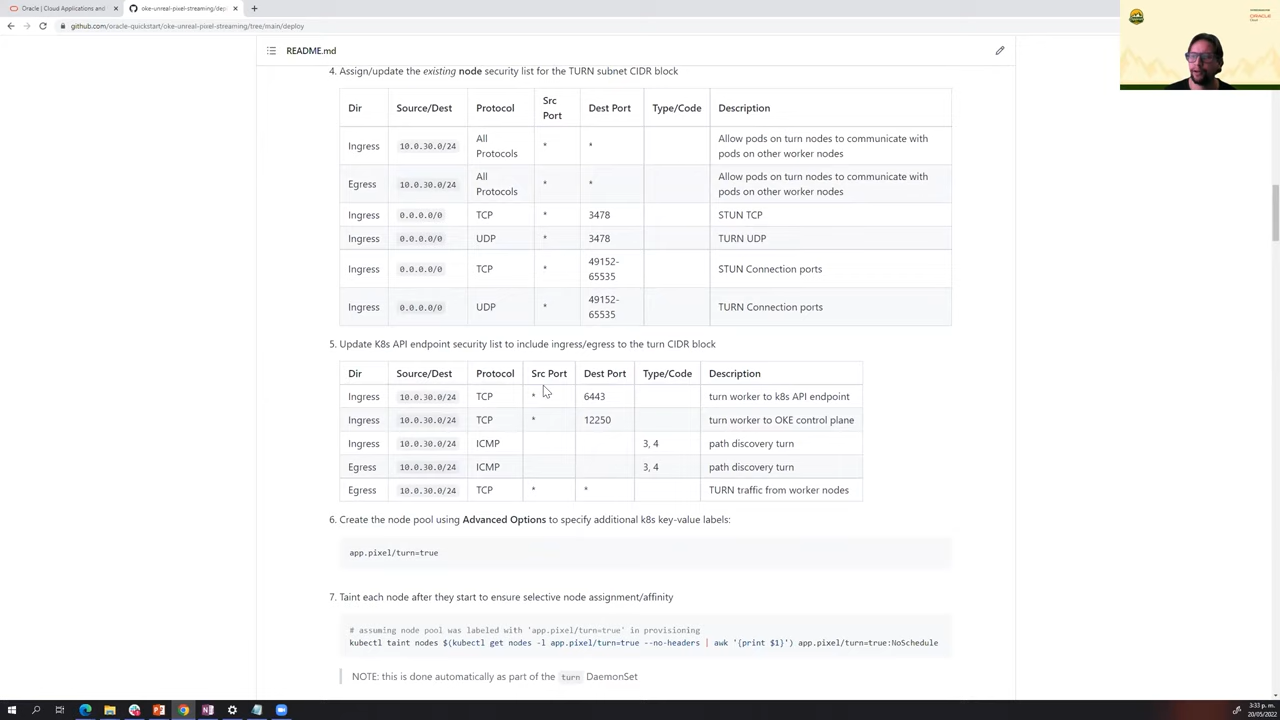 Oracle | Cloud Applications and
oke-unreal-pixel-streaming/dep
github.com/oracle-quickstart/oke-unreal-pixel-streaming/tree/main/deploy
README.md
4. Assign/update the existing node security list for the TURN subnet CIDR block
Dir Source/Dest Protocol Src Port Dest Port Type/Code Description
Ingress 10.0.30.0/24 All Protocols * * Allow pods on turn nodes to communicate with pods on other worker nodes
Egress 10.0.30.0/24 All Protocols * * Allow pods on turn nodes to communicate with pods on other worker nodes
Ingress 0.0.0.0/0 TCP * 3478 STUN TCP
Ingress 0.0.0.0/0 UDP * 3478 TURN UDP
Ingress 0.0.0.0/0 TCP * 49152-65535 STUN Connection ports
Ingress 0.0.0.0/0 UDP * 49152-65535 TURN Connection ports
5. Update K8s API endpoint security list to include ingress/egress to the turn CIDR block
Dir Source/Dest Protocol Src Port Dest Port Type/Code Description
Ingress 10.0.30.0/24 TCP * 6443 turn worker to k8s API endpoint
Ingress 10.0.30.0/24 TCP * 12250 turn worker to OKE control plane
Ingress 10.0.30.0/24 ICMP 3, 4 path discovery turn
Egress 10.0.30.0/24 ICMP 3, 4 path discovery turn
Egress 10.0.30.0/24 TCP * * TURN traffic from worker nodes
6. Create the node pool using Advanced Options to specify additional k8s key-value labels:
app.pixel/turn=true
7. Taint each node after they start to ensure selective node assignment/affinity
# assuming node pool was labeled with 'app.pixel/turn=true' in provisioning
kubectl taint nodes $(kubectl get nodes -l app.pixel/turn=true --no-headers | awk '{print $1}') app.pixel/turn=true:NoSchedule
NOTE: this is done automatically as part of the turn DaemonSet
3:33 p. m.
20/05/2022